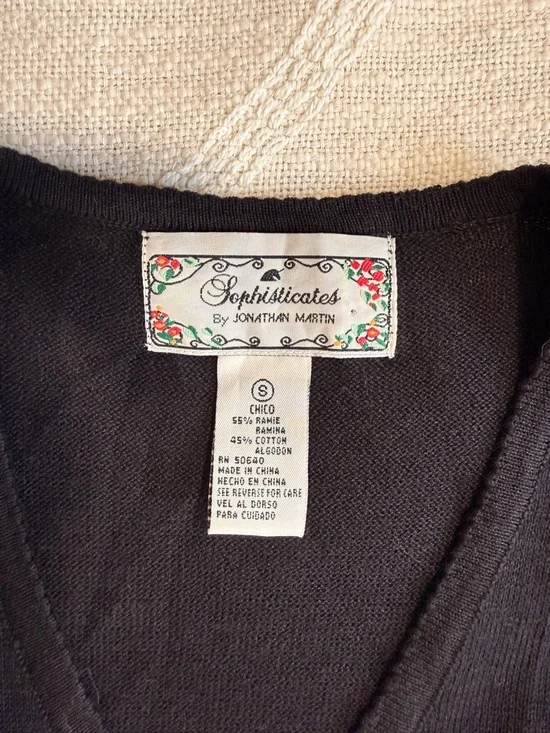 Sophisticates
By JONATHAN MARTIN
S
CHICO
55% RAMIE
RAMINA
45% COTTON
ALGODON
RN 50640
MADE IN CHINA
HECHO EN CHINA
SEE REVERSE FOR CARE
VEL AL DORSO
PARA CUIDADO